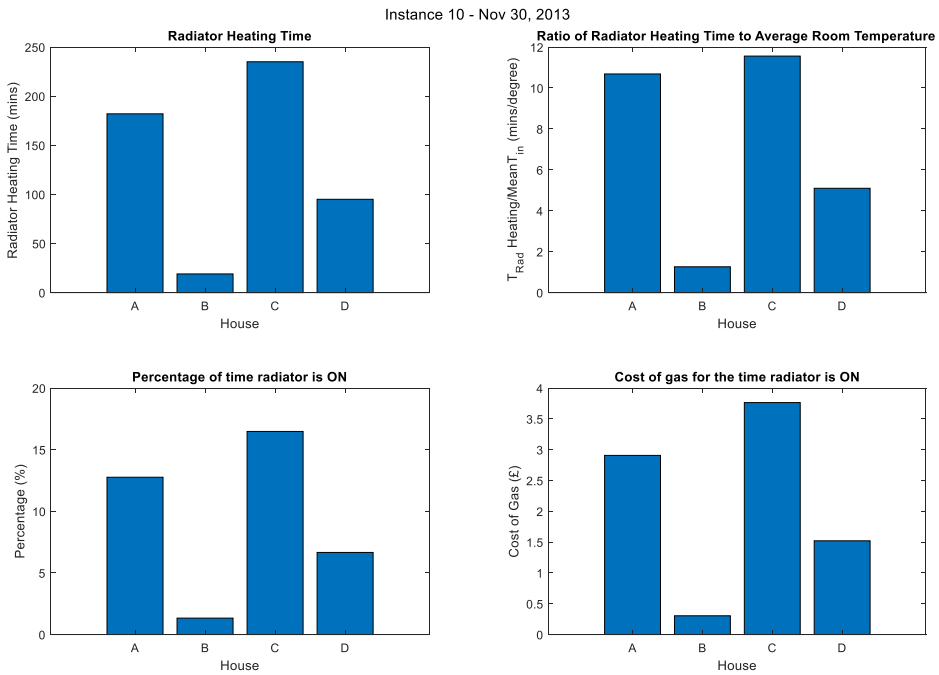 Instance 10 - Nov 30, 2013
Radiator Heating Time
Radiator Heating Time (mins)
250
200
150
100
50
0
A B C D
House
Ratio of Radiator Heating Time to Average Room Temperature
T_Rad Heating/MeanT_in (mins/degree)
12
10
8
6
4
2
0
A B C D
House
Percentage of time radiator is ON
Percentage (%)
20
15
10
5
0
A B C D
House
Cost of gas for the time radiator is ON
Cost of Gas (£)
4
3.5
3
2.5
2
1.5
1
0.5
0
A B C D
House